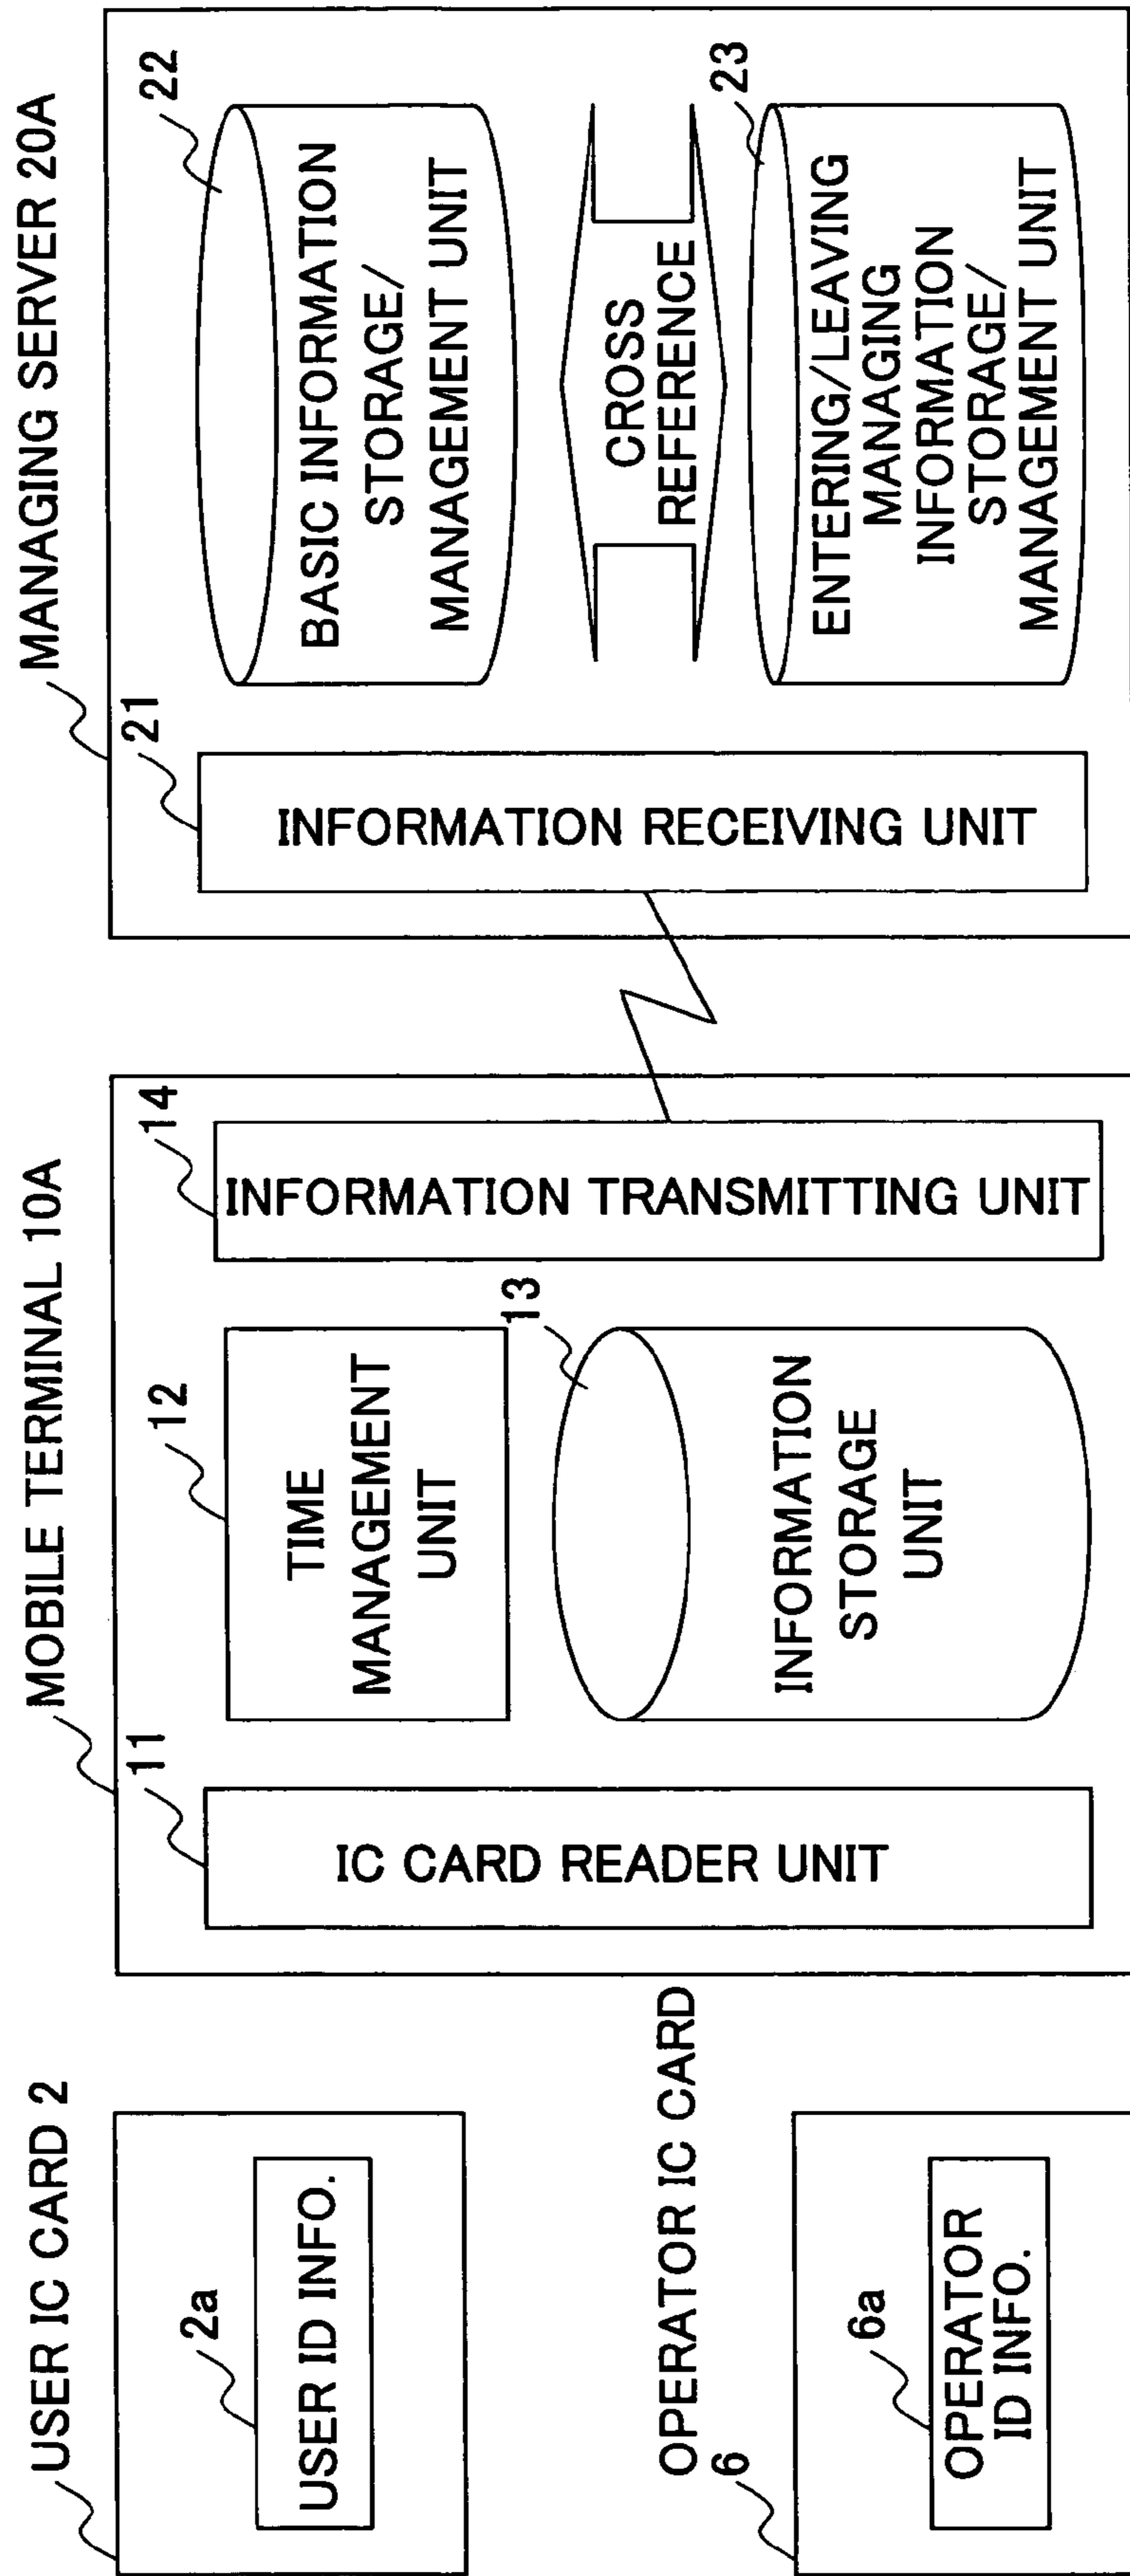 USER IC CARD 2
2a
USER ID INFO.
OPERATOR IC CARD
6
6a
OPERATOR
ID INFO.
MOBILE TERMINAL 10A
11
IC CARD READER UNIT
12
TIME
MANAGEMENT
UNIT
13
INFORMATION
STORAGE
UNIT
14
INFORMATION TRANSMITTING UNIT
MANAGING SERVER 20A
21
INFORMATION RECEIVING UNIT
22
BASIC INFORMATION
STORAGE/
MANAGEMENT UNIT
CROSS
REFERENCE
23
ENTERING/LEAVING
MANAGING
INFORMATION
STORAGE/
MANAGEMENT UNIT